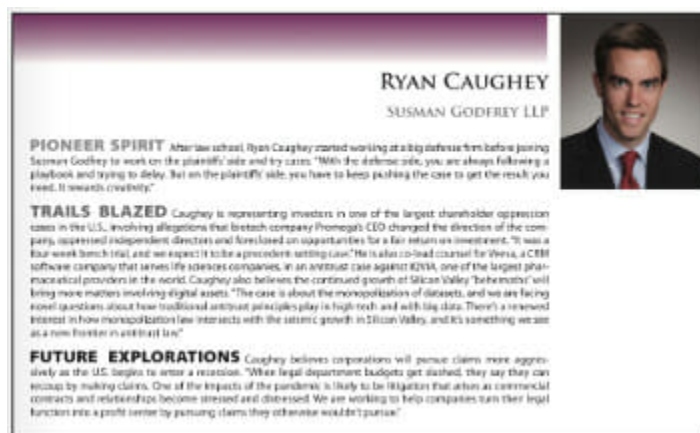 RYAN CAUGHEY
SUSMAN GODFREY LLP
PIONEER SPIRIT After law school, Ryan Caughey started working at a big defense firm before joining
Susman Godfrey to work on the plaintiffs' side and try cases. "With the defense side, you are always following a
playbook and trying to delay. But on the plaintiffs' side, you have to keep pushing the case to get the result you
need. It rewards creativity."
TRAILS BLAZED Caughey is representing investors in one of the largest shareholder oppression
cases in the U.S., involving allegations that biotech company Promega's CEO changed the direction of the com-
pany, oppressed independent directors and foreclosed on opportunities for a fair return on investment. "It was a
four-week bench trial, and we expect it to be a precedent-setting case." He is also co-lead counsel for Veeva, a CRM
software company that serves life sciences companies, in an antitrust case against IQVIA, one of the largest phar-
maceutical providers in the world. Caughey also believes the continued growth of Silicon Valley "behemoths" will
bring more matters involving digital assets. "The case is about the monopolization of datasets, and we are facing
novel questions about how traditional antitrust principles play in high-tech and with big data. There's a renewed
interest in how monopolization law intersects with the seismic growth in Silicon Valley, and it's something we see
as a new frontier in antitrust law."
FUTURE EXPLORATIONS Caughey believes corporations will pursue claims more aggres-
sively as the U.S. begins to enter a recession. "When legal department budgets get slashed, they say they can
recoup by making claims. One of the impacts of the pandemic is likely to be litigation that arises as commercial
contracts and relationships become stressed and distressed. We are working to help companies turn their legal
function into a profit center by pursuing claims they otherwise wouldn't pursue."